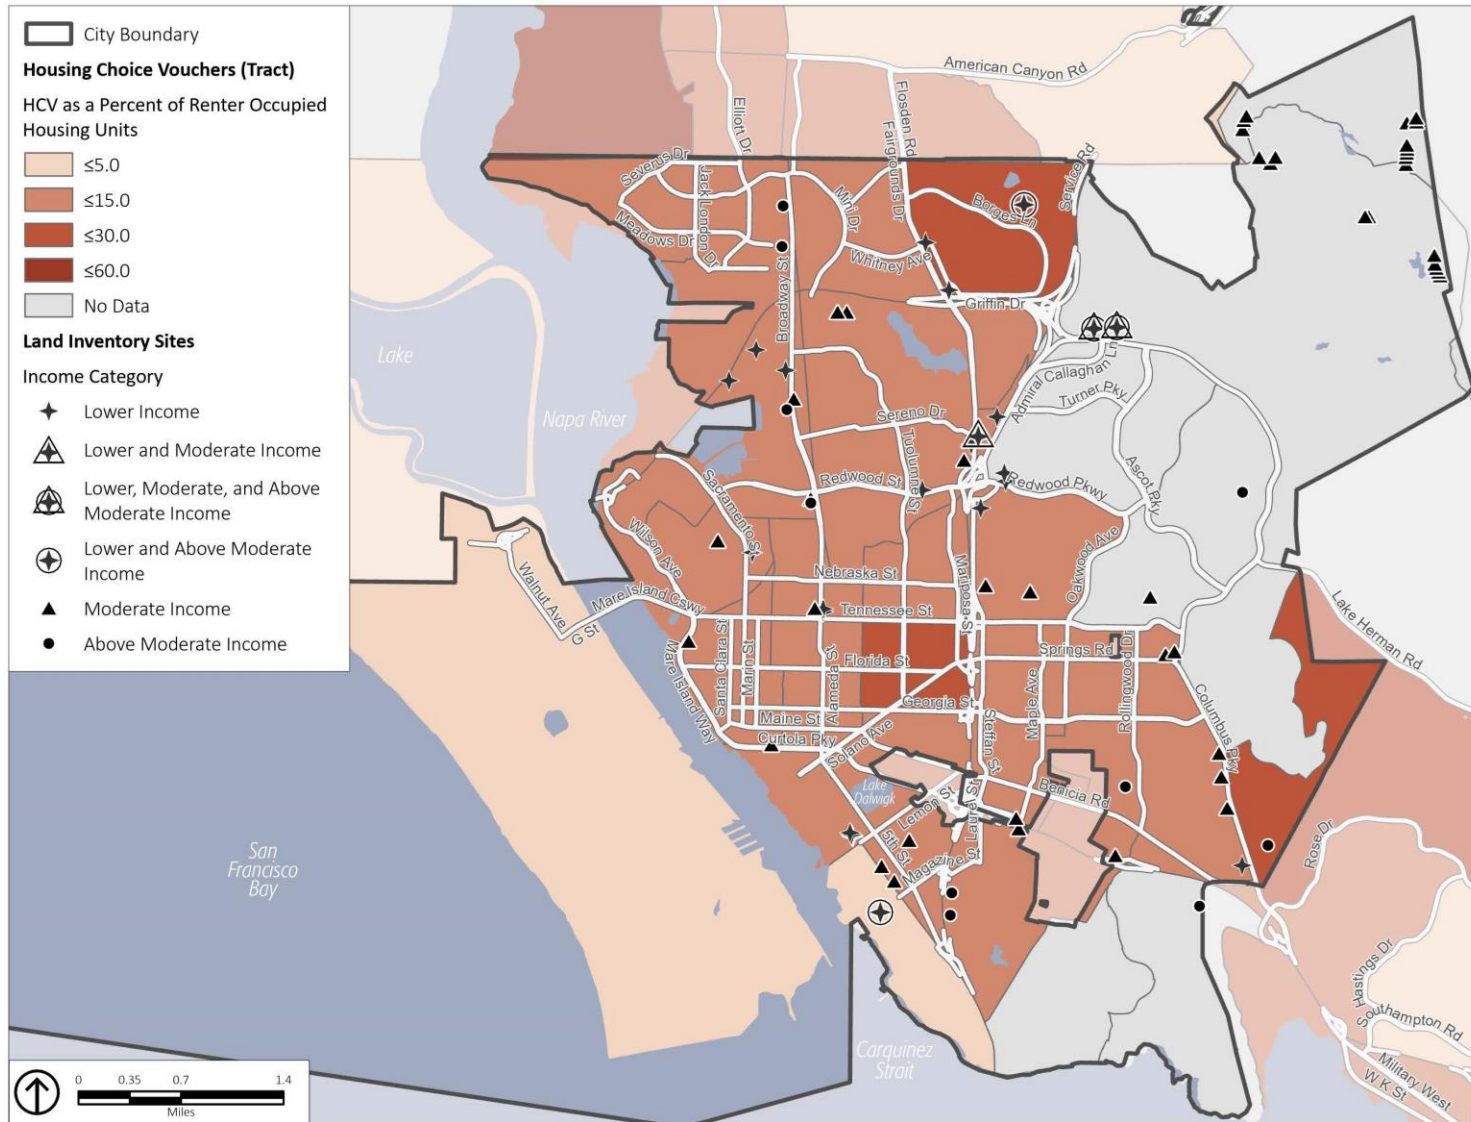 City Boundary
Housing Choice Vouchers (Tract)
HCV as a Percent of Renter Occupied
Housing Units
≤5.0
≤15.0
≤30.0
≤60.0
No Data
Land Inventory Sites
Income Category
Lower Income
Lower and Moderate Income
Lower, Moderate, and Above
Moderate Income
Lower and Above Moderate
Income
Moderate Income
Above Moderate Income
American Canyon Rd
Elliott Dr
Flosden Rd
Fairgrounds Dr
Service Rd
Severus Dr
Jack London Dr
Meadows Dr
Mini Dr
Borges Ln
Whitney Ave
Broadway St
Griffin Dr
Lake
Napa River
Admiral Callaghan Ln
Turner Pky
Sereno Dr
Tuolumne St
Ascot Pky
Redwood St
Redwood Pkwy
Sacramento St
Wilson Ave
Oakwood Ave
Walnut Ave
G St
Mare Island Cswy
Nebraska St
Mariposa St
Tennessee St
Lake Herman Rd
Santa Clara St
Marin St
Florida St
Springs Rd
Rollingwood Dr
Mare Island Way
Alameda St
Georgia St
Maple Ave
Columbus Pky
Maine St
Curtola Pky
Solano Ave
Steffan St
Lake
Dalwigk
Lemon St
Laurel St
Benicia Rd
5th St
Magazine St
Rose Dr
San
Francisco
Bay
Hastings Dr
Southampton Rd
Carquinez
Strait
Military West
W K St
0 0.35 0.7 1.4
Miles